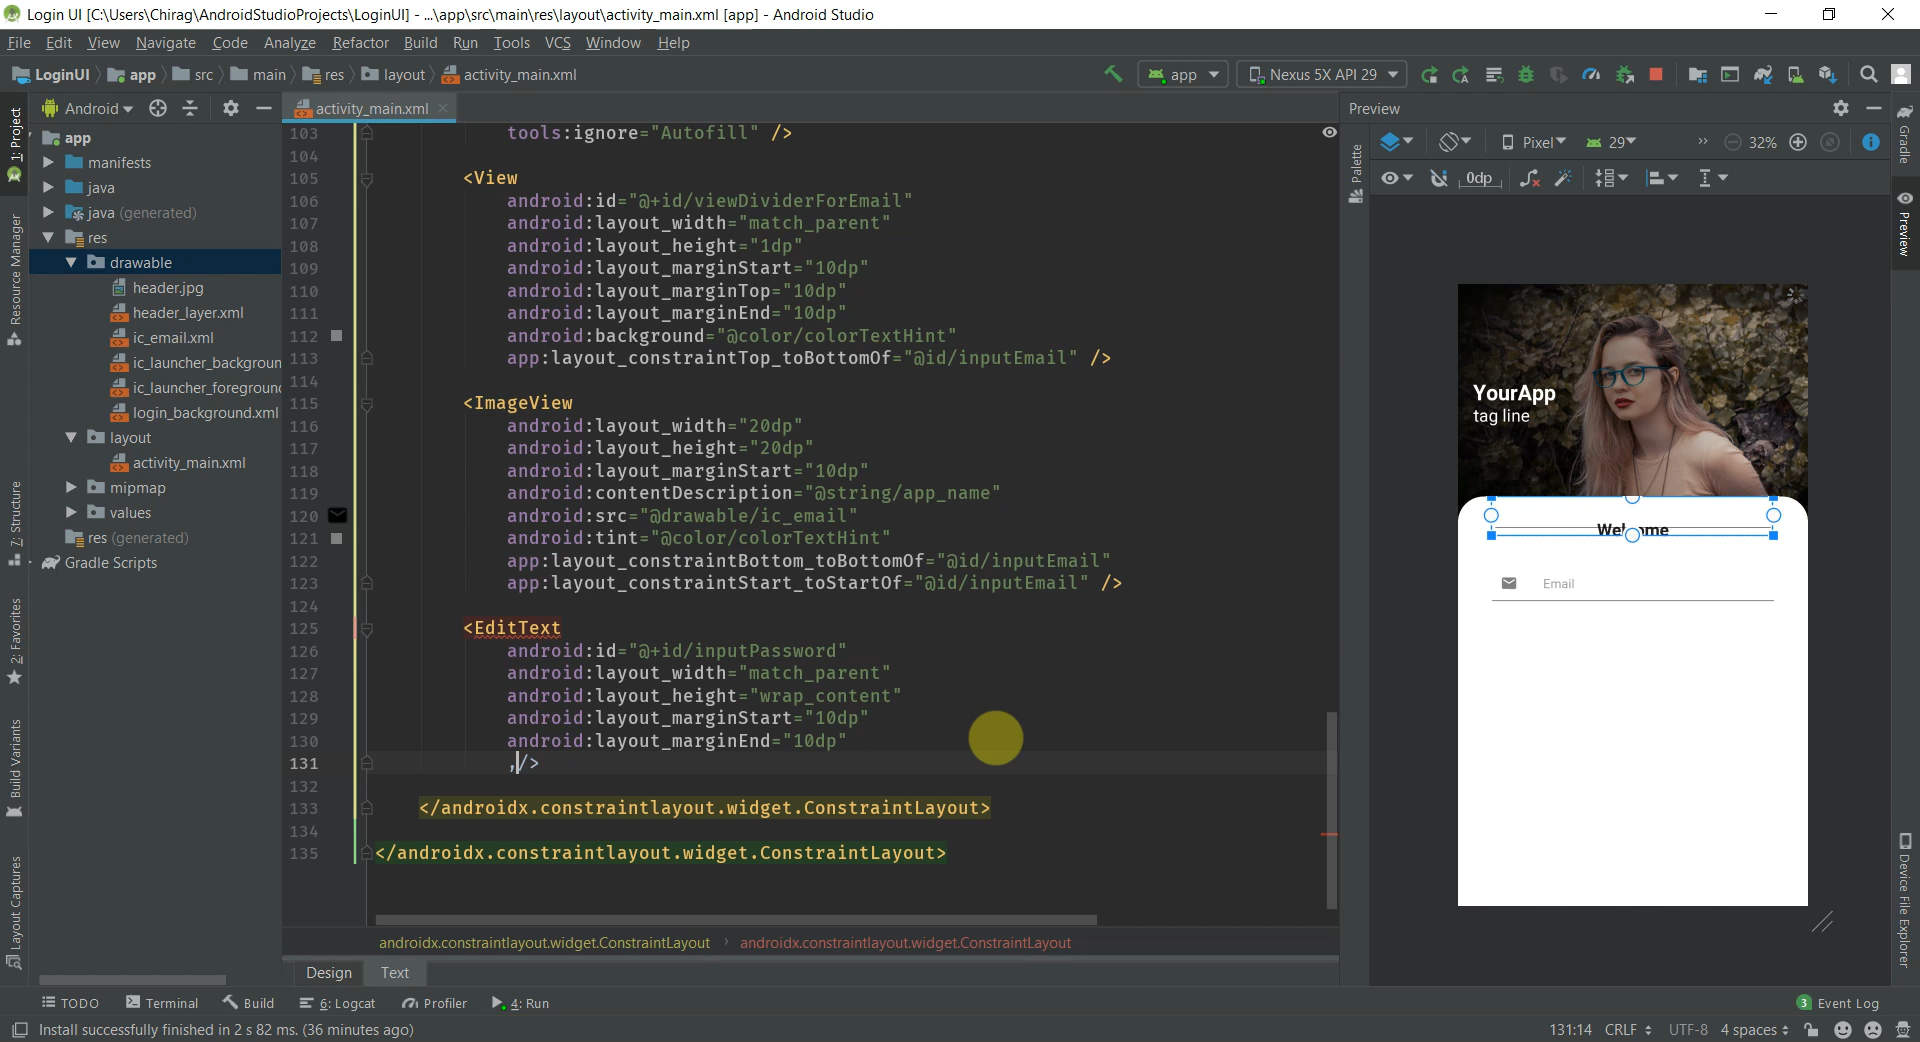 Login UI [C:\Users\Chirag\AndroidStudioProjects\LoginUI] - ...\app\src\main\res\layout\activity_main.xml [app] - Android Studio
File Edit View Navigate Code Analyze Refactor Build Run Tools VCS Window Help
LoginUI app src main res layout activity_main.xml app Nexus 5X API 29
1: Project
Resource Manager
7: Structure
2: Favorites
Build Variants
Layout Captures
Android
app
manifests
java
java (generated)
res
drawable
header.jpg
header_layer.xml
ic_email.xml
ic_launcher_backgroun
ic_launcher_foreground
login_background.xml
layout
activity_main.xml
mipmap
values
res (generated)
Gradle Scripts
activity_main.xml
103 tools:ignore="Autofill" />
104
105 <View
106 android:id="@+id/viewDividerForEmail"
107 android:layout_width="match_parent"
108 android:layout_height="1dp"
109 android:layout_marginStart="10dp"
110 android:layout_marginTop="10dp"
111 android:layout_marginEnd="10dp"
112 android:background="@color/colorTextHint"
113 app:layout_constraintTop_toBottomOf="@id/inputEmail" />
114
115 <ImageView
116 android:layout_width="20dp"
117 android:layout_height="20dp"
118 android:layout_marginStart="10dp"
119 android:contentDescription="@string/app_name"
120 android:src="@drawable/ic_email"
121 android:tint="@color/colorTextHint"
122 app:layout_constraintBottom_toBottomOf="@id/inputEmail"
123 app:layout_constraintStart_toStartOf="@id/inputEmail" />
124
125 <EditText
126 android:id="@+id/inputPassword"
127 android:layout_width="match_parent"
128 android:layout_height="wrap_content"
129 android:layout_marginStart="10dp"
130 android:layout_marginEnd="10dp"
131 ,/>
132
133 </androidx.constraintlayout.widget.ConstraintLayout>
134
135 </androidx.constraintlayout.widget.ConstraintLayout>
androidx.constraintlayout.widget.ConstraintLayout › androidx.constraintlayout.widget.ConstraintLayout
Design Text
Preview
Palette
Pixel 29 » 32%
0dp
YourApp
tag line
Welcome
Email
Gradle
Preview
Device File Explorer
TODO Terminal Build 6: Logcat Profiler 4: Run 3 Event Log
Install successfully finished in 2 s 82 ms. (36 minutes ago) 131:14 CRLF UTF-8 4 spaces